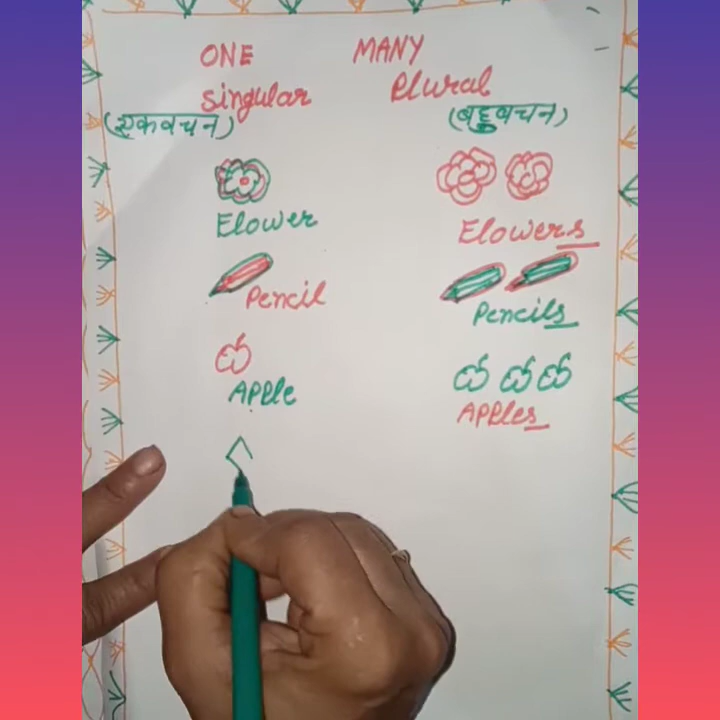 ONE MANY
singular Plural
(एकवचन) (बहुवचन)
Flower Flowers
Pencil Pencils
Apple Apples